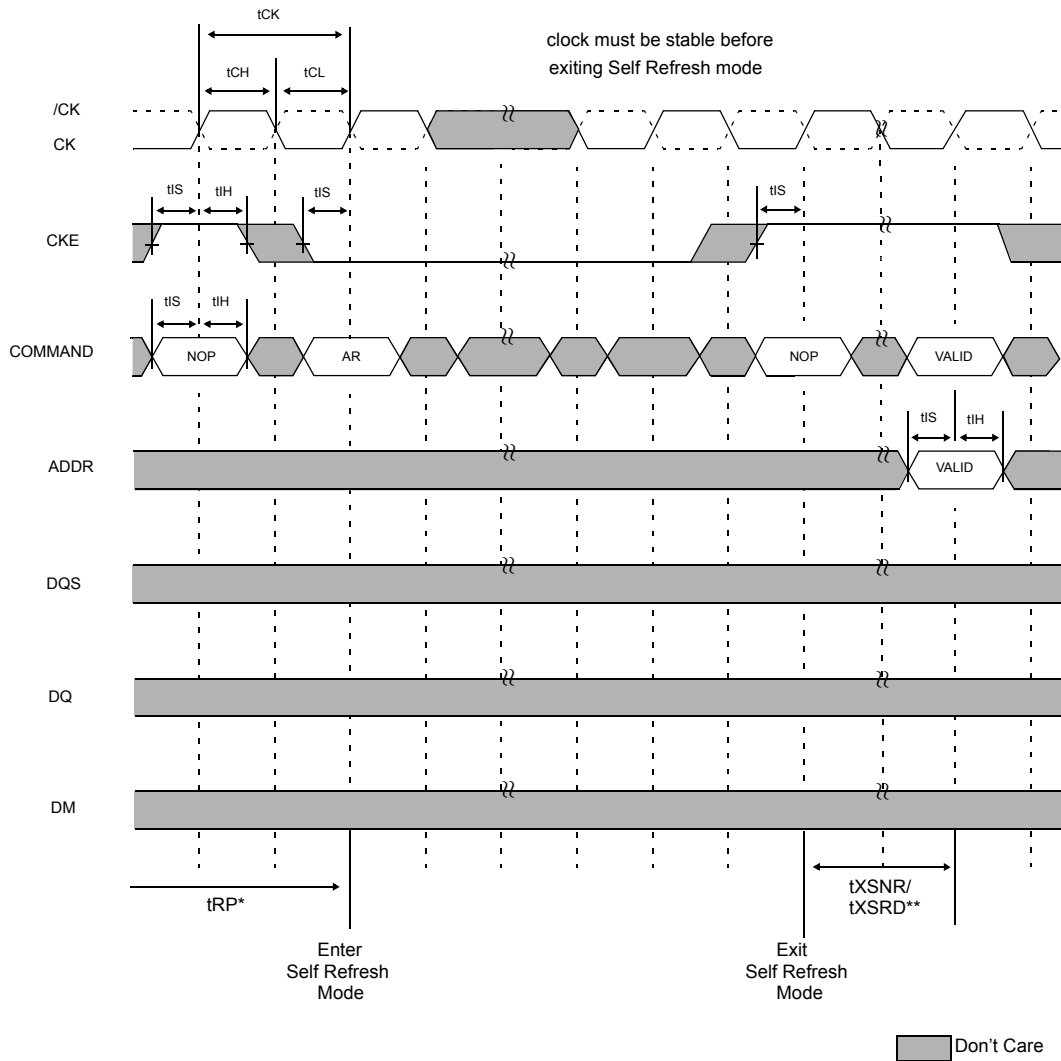 tCK
clock must be stable before
exiting Self Refresh mode
tCH
tCL
/CK
CK
tIS
tIH
tIS
tIS
CKE
tIS
tIH
COMMAND
NOP
AR
NOP
VALID
tIS
tIH
ADDR
VALID
DQS
DQ
DM
tRP*
tXSNR/
tXSRD**
Enter
Self Refresh
Mode
Exit
Self Refresh
Mode
Don't Care